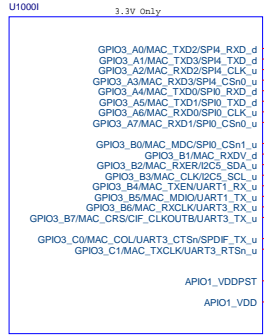 U1000I
3.3V Only
GPIO3_A0/MAC_TXD2/SPI4_RXD_d
GPIO3_A1/MAC_TXD3/SPI4_TXD_d
GPIO3_A2/MAC_RXD2/SPI4_CLK_u
GPIO3_A3/MAC_RXD3/SPI4_CSn0_u
GPIO3_A4/MAC_TXD0/SPI0_RXD_d
GPIO3_A5/MAC_TXD1/SPI0_TXD_d
GPIO3_A6/MAC_RXD0/SPI0_CLK_u
GPIO3_A7/MAC_RXD1/SPI0_CSn0_u
GPIO3_B0/MAC_MDC/SPI0_CSn1_u
GPIO3_B1/MAC_RXDV_d
GPIO3_B2/MAC_RXER/I2C5_SDA_u
GPIO3_B3/MAC_CLK/I2C5_SCL_u
GPIO3_B4/MAC_TXEN/UART1_RX_u
GPIO3_B5/MAC_MDIO/UART1_TX_u
GPIO3_B6/MAC_RXCLK/UART3_RX_u
GPIO3_B7/MAC_CRS/CIF_CLKOUTB/UART3_TX_u
GPIO3_C0/MAC_COL/UART3_CTSn/SPDIF_TX_u
GPIO3_C1/MAC_TXCLK/UART3_RTSn_u
APIO1_VDDPST
APIO1_VDD